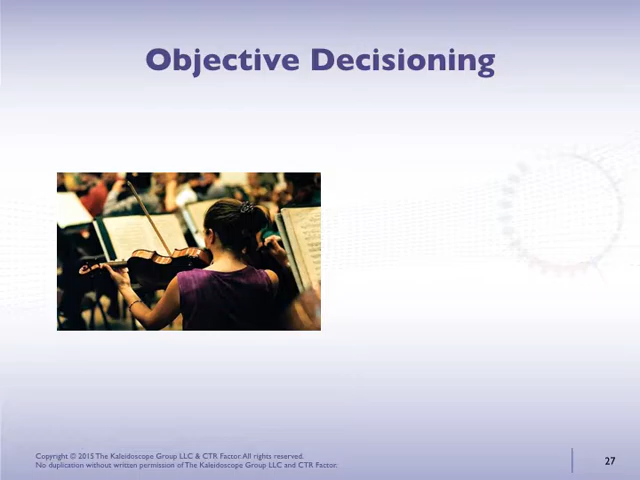 Objective Decisioning
Copyright © 2015 The Kaleidoscope Group LLC & CTR Factor. All rights reserved.
No duplication without written permission of The Kaleidoscope Group LLC and CTR Factor.
27